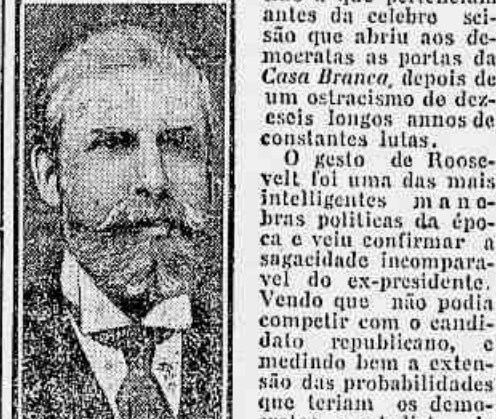 antes da celebre sci-
são que abriu aos de-
mocratas as portas da
Casa Branca, depois de
um ostracismo de dez-
eseis longos annos de
constantes lutas.
O gesto de Roose-
velt foi uma das mais
intelligentes mano-
bras politicas da épo-
ca e veiu confirmar a
sagacidade incompara-
vel do ex-presidente.
Vendo que não podia
competir com o candi-
dato republicano, e
medindo bem a exten-
são das probabilidades
que teriam os demo-